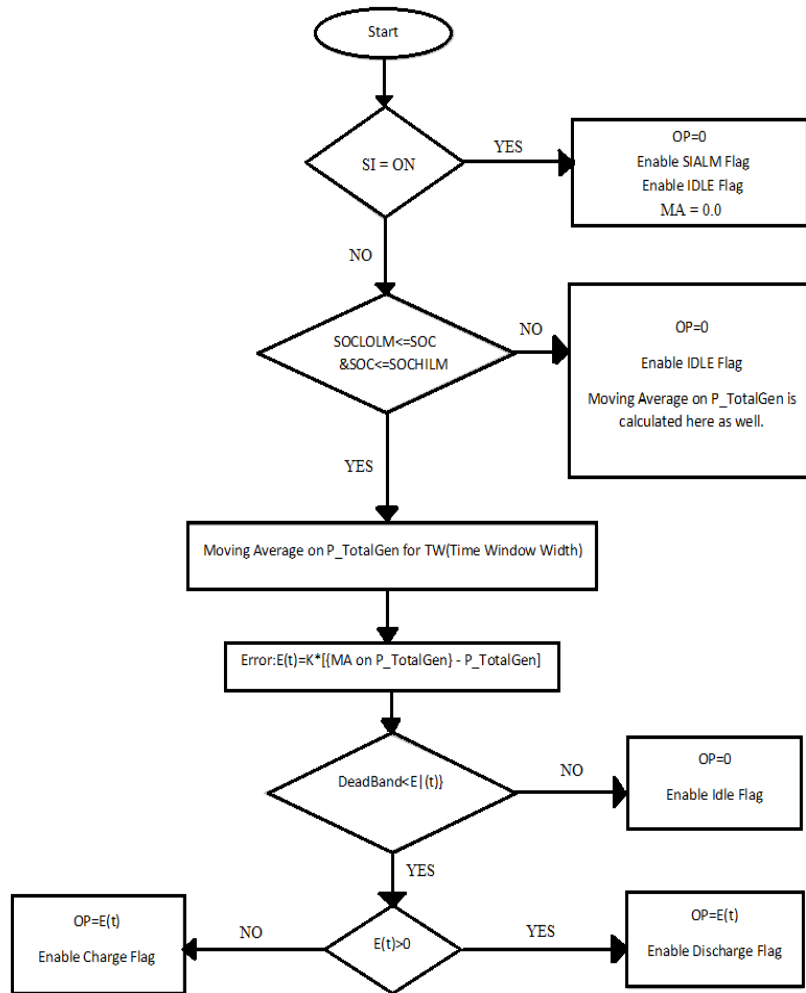 Start
SI = ON
YES
OP=0
Enable SIALM Flag
Enable IDLE Flag
MA = 0.0
NO
SOCLOLM<=SOC
&SOC<=SOCHILM
NO
OP=0
Enable IDLE Flag
Moving Average on P_TotalGen is
calculated here as well.
YES
Moving Average on P_TotalGen for TW(Time Window Width)
Error:E(t)=K*[{MA on P_TotalGen} - P_TotalGen]
DeadBand<E|(t)}
NO
OP=0
Enable Idle Flag
YES
OP=E(t)
Enable Charge Flag
NO
E(t)>0
YES
OP=E(t)
Enable Discharge Flag